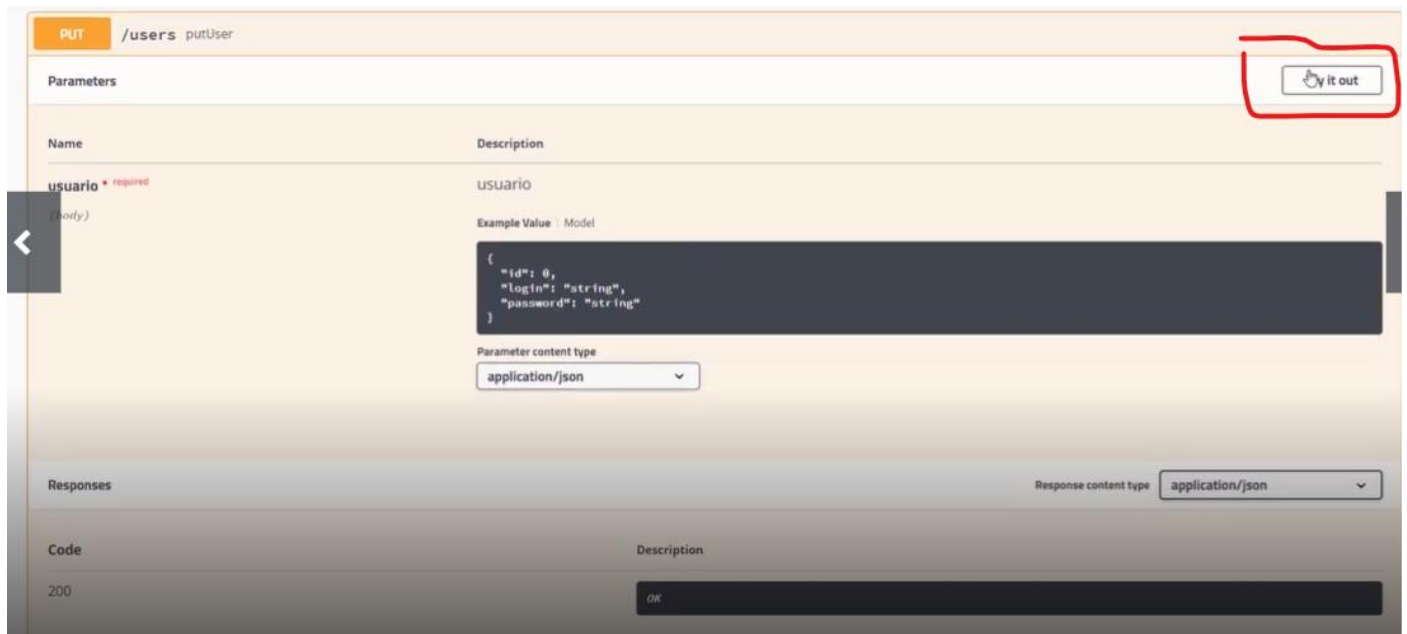 PUT /users putUser
Parameters
y it out
Name Description
usuario * required usuario
(body)
Example Value | Model
{
"id": 0,
"login": "string",
"password": "string"
}
Parameter content type
application/json
Responses Response content type application/json
Code Description
200 OK